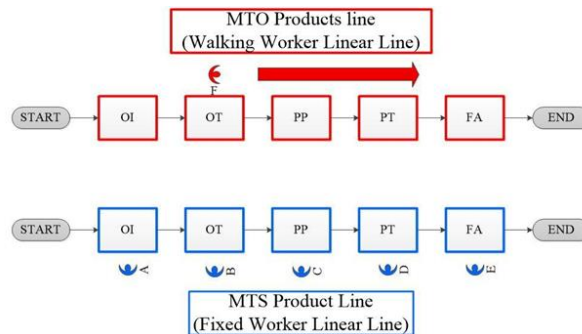 MTO Products line
(Walking Worker Linear Line)
F
START OI OT PP PT FA END
START OI OT PP PT FA END
A B C D E
MTS Product Line
(Fixed Worker Linear Line)